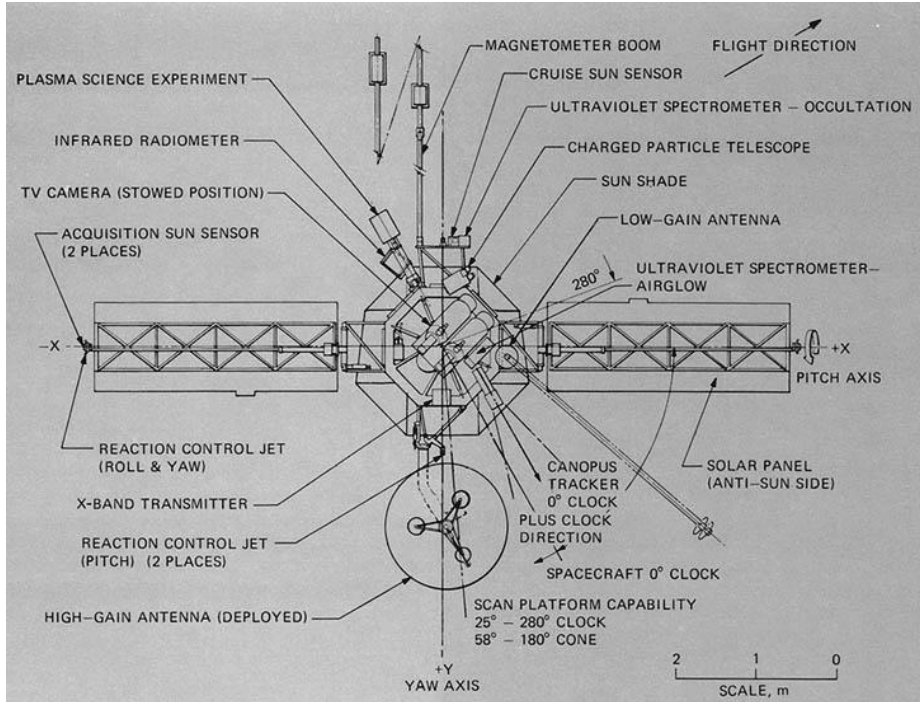 MAGNETOMETER BOOM
FLIGHT DIRECTION
PLASMA SCIENCE EXPERIMENT
CRUISE SUN SENSOR
ULTRAVIOLET SPECTROMETER – OCCULTATION
INFRARED RADIOMETER
CHARGED PARTICLE TELESCOPE
TV CAMERA (STOWED POSITION)
SUN SHADE
ACQUISITION SUN SENSOR
(2 PLACES)
LOW-GAIN ANTENNA
280°
ULTRAVIOLET SPECTROMETER–
AIRGLOW
–X
+X
PITCH AXIS
REACTION CONTROL JET
(ROLL & YAW)
CANOPUS
TRACKER
0° CLOCK
SOLAR PANEL
(ANTI-SUN SIDE)
X-BAND TRANSMITTER
PLUS CLOCK
DIRECTION
REACTION CONTROL JET
(PITCH) (2 PLACES)
SPACECRAFT 0° CLOCK
HIGH-GAIN ANTENNA (DEPLOYED)
SCAN PLATFORM CAPABILITY
25° – 280° CLOCK
58° – 180° CONE
+Y
YAW AXIS
2 1 0
SCALE, m